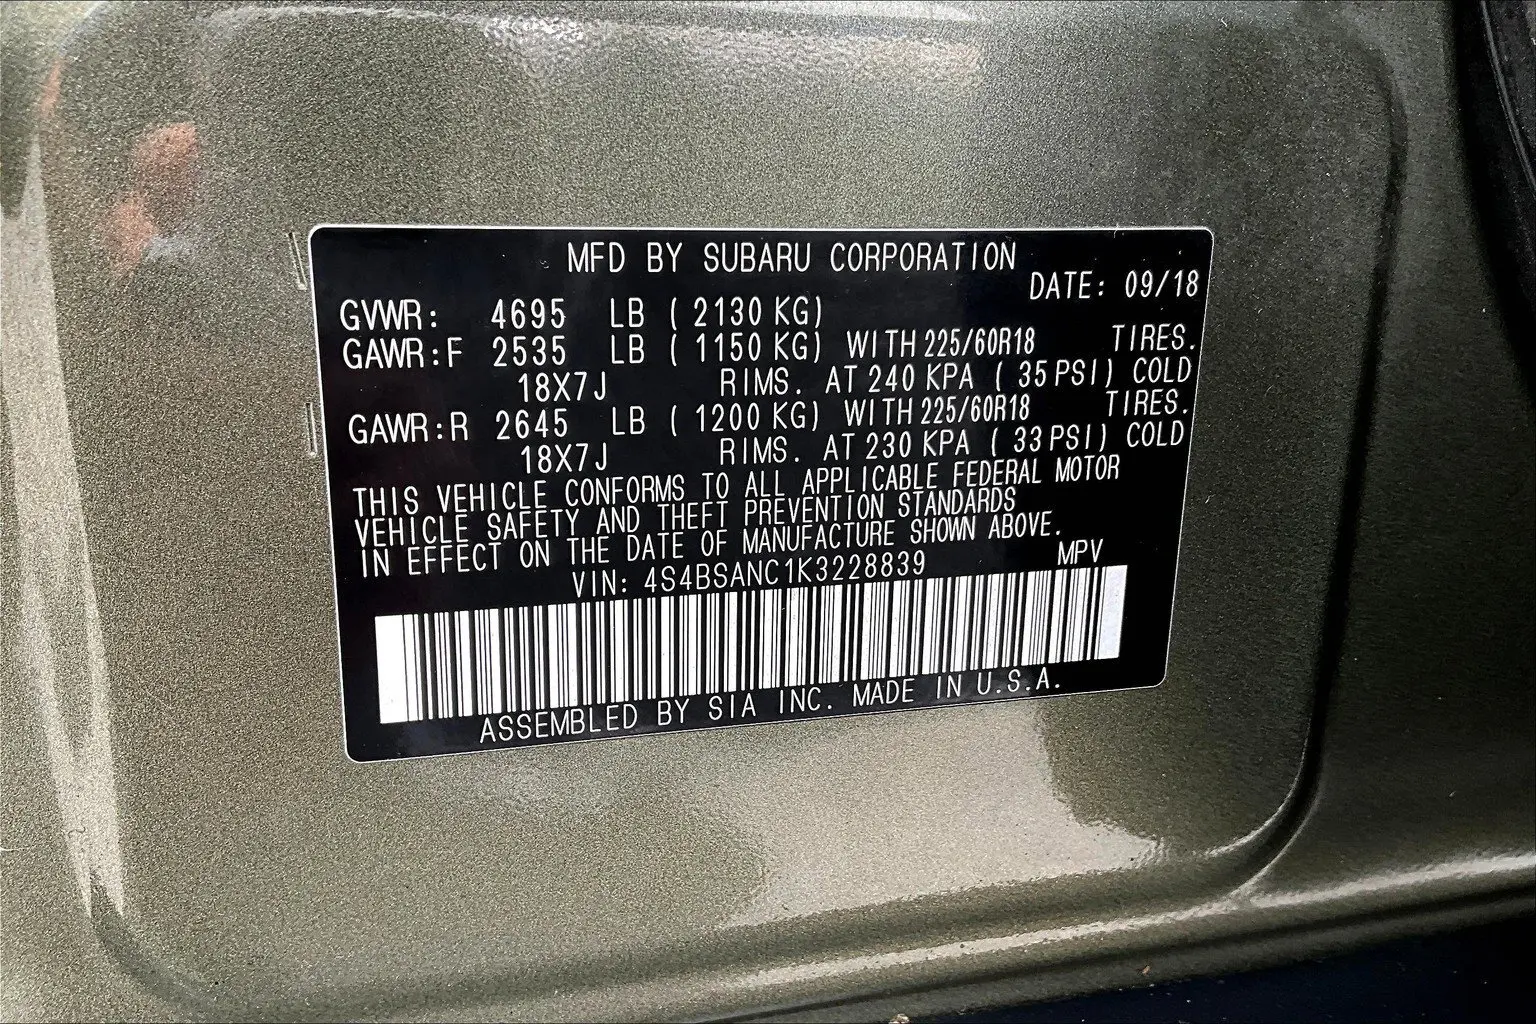 MFD BY SUBARU CORPORATION
DATE: 09/18
GVWR: 4695 LB ( 2130 KG)
GAWR:F 2535 LB ( 1150 KG) WITH 225/60R18 TIRES.
18X7J RIMS. AT 240 KPA ( 35 PSI) COLD
GAWR:R 2645 LB ( 1200 KG) WITH 225/60R18 TIRES.
18X7J RIMS. AT 230 KPA ( 33 PSI) COLD
THIS VEHICLE CONFORMS TO ALL APPLICABLE FEDERAL MOTOR
VEHICLE SAFETY AND THEFT PREVENTION STANDARDS
IN EFFECT ON THE DATE OF MANUFACTURE SHOWN ABOVE.
VIN: 4S4BSANC1K3228839 MPV
ASSEMBLED BY SIA INC. MADE IN U.S.A.